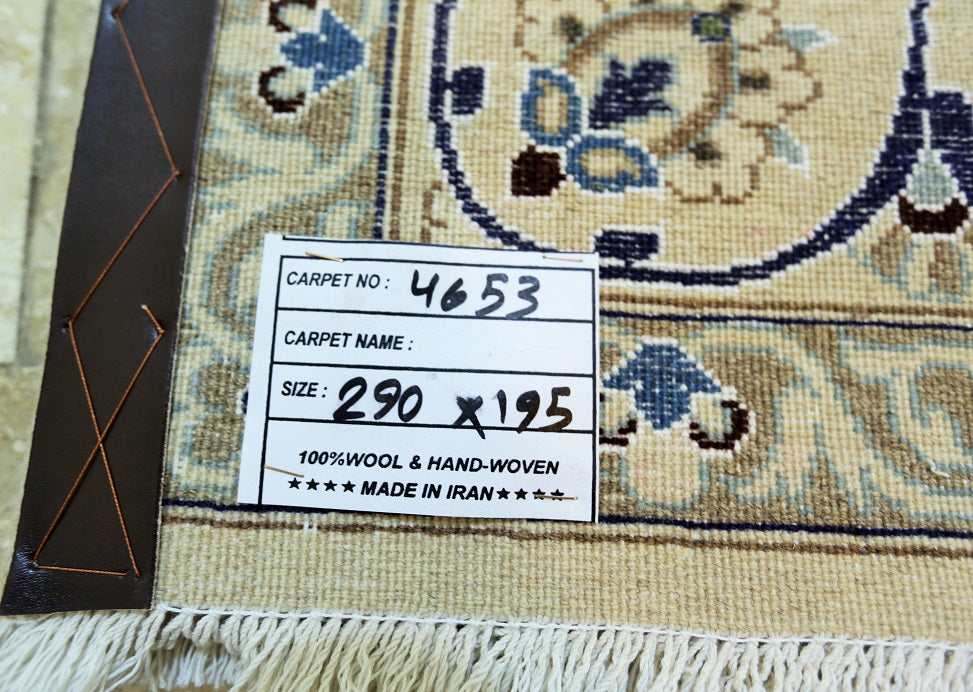 CARPET NO : 4653
CARPET NAME :
SIZE : 290 x 195
100%WOOL & HAND-WOVEN
★★★★ MADE IN IRAN ★★★★